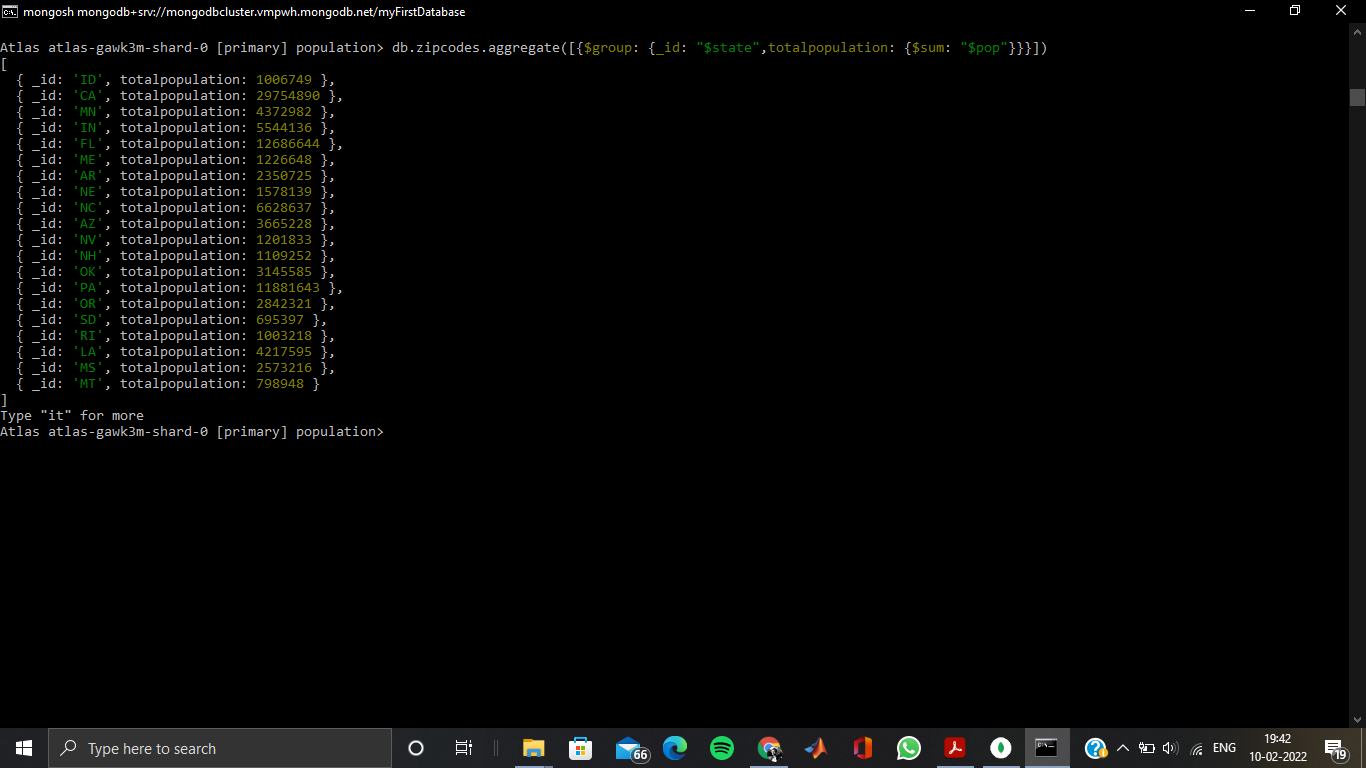 mongosh mongodb+srv://mongodbcluster.vmpwh.mongodb.net/myFirstDatabase
Atlas atlas-gawk3m-shard-0 [primary] population> db.zipcodes.aggregate([{$group: {_id: "$state",totalpopulation: {$sum: "$pop"}}}])
[
  { _id: 'ID', totalpopulation: 1006749 },
  { _id: 'CA', totalpopulation: 29754890 },
  { _id: 'MN', totalpopulation: 4372982 },
  { _id: 'IN', totalpopulation: 5544136 },
  { _id: 'FL', totalpopulation: 12686644 },
  { _id: 'ME', totalpopulation: 1226648 },
  { _id: 'AR', totalpopulation: 2350725 },
  { _id: 'NE', totalpopulation: 1578139 },
  { _id: 'NC', totalpopulation: 6628637 },
  { _id: 'AZ', totalpopulation: 3665228 },
  { _id: 'NV', totalpopulation: 1201833 },
  { _id: 'NH', totalpopulation: 1109252 },
  { _id: 'OK', totalpopulation: 3145585 },
  { _id: 'PA', totalpopulation: 11881643 },
  { _id: 'OR', totalpopulation: 2842321 },
  { _id: 'SD', totalpopulation: 695397 },
  { _id: 'RI', totalpopulation: 1003218 },
  { _id: 'LA', totalpopulation: 4217595 },
  { _id: 'MS', totalpopulation: 2573216 },
  { _id: 'MT', totalpopulation: 798948 }
]
Type "it" for more
Atlas atlas-gawk3m-shard-0 [primary] population>
Type here to search
66
ENG
19:42
10-02-2022
19